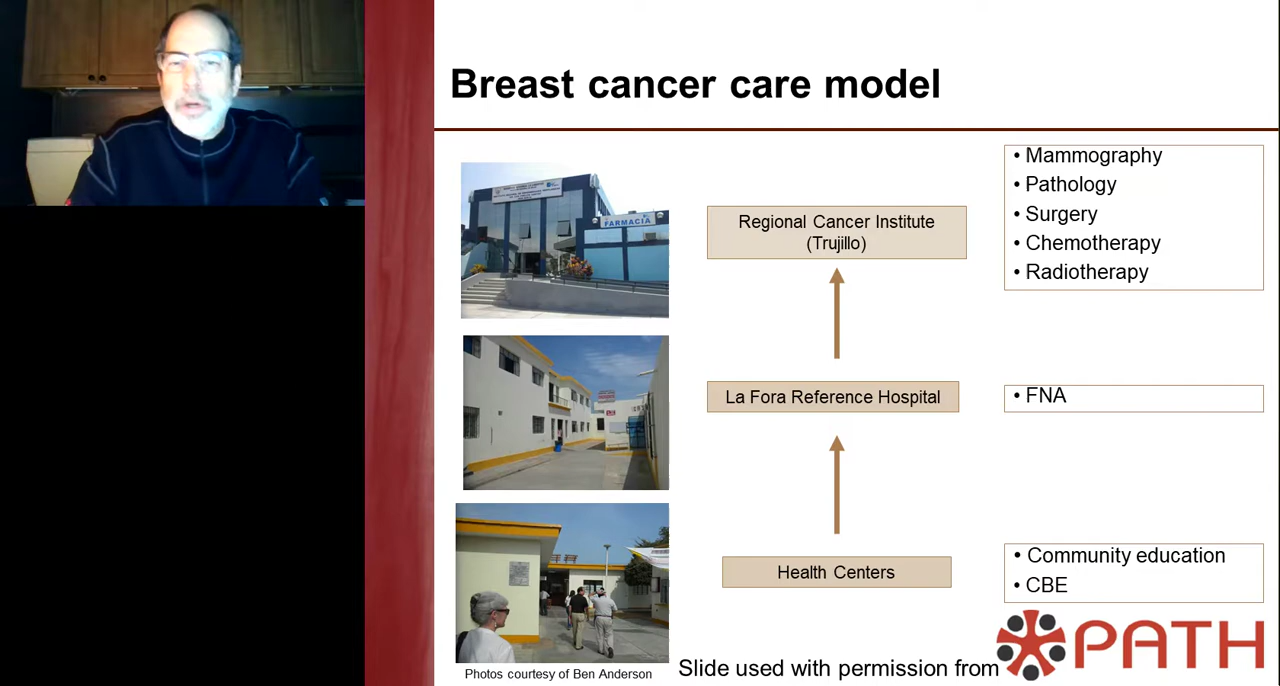 Breast cancer care model
FARMACIA
Regional Cancer Institute
(Trujillo)
• Mammography
• Pathology
• Surgery
• Chemotherapy
• Radiotherapy
La Fora Reference Hospital
• FNA
Health Centers
• Community education
• CBE
Photos courtesy of Ben Anderson
Slide used with permission from
PATH